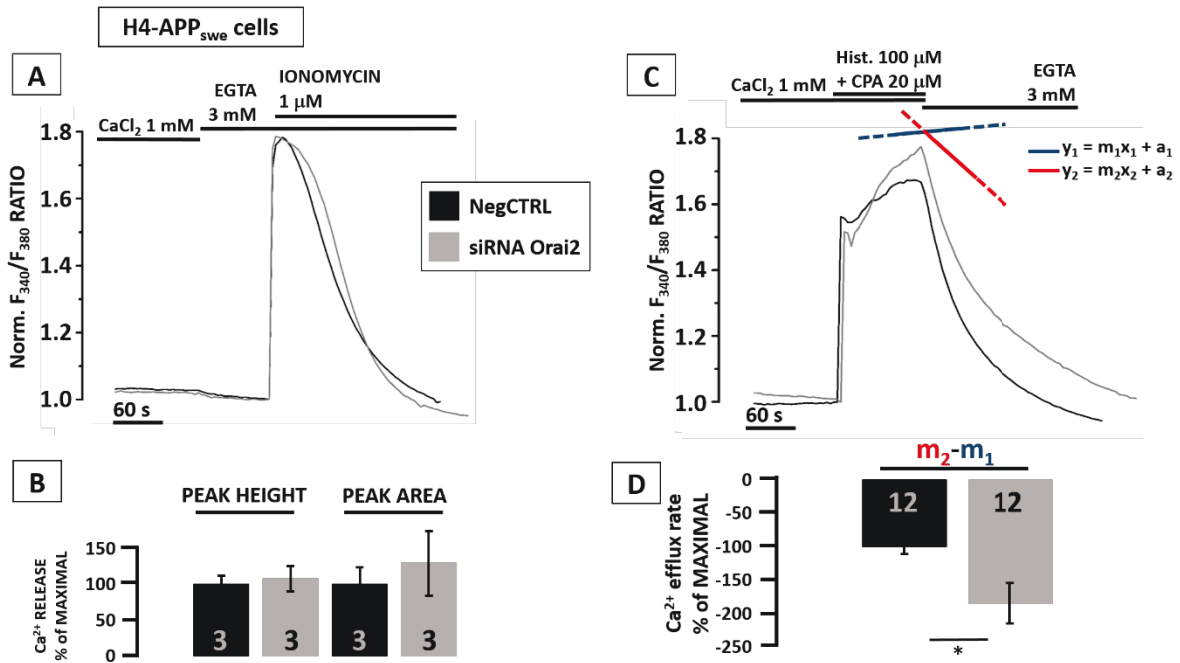 H4-APPswe cells
A
EGTA
3 mM
IONOMYCIN
1 μM
CaCl2 1 mM
1.8
1.6
1.4
1.2
1.0
Norm. F340/F380 RATIO
60 s
NegCTRL
siRNA Orai2
C
Hist. 100 μM
+ CPA 20 μM
CaCl2 1 mM
EGTA
3 mM
1.8
1.6
1.4
1.2
1.0
Norm. F340/F380 RATIO
y1 = m1x1 + a1
y2 = m2x2 + a2
60 s
B
PEAK HEIGHT
PEAK AREA
Ca2+ RELEASE
% of MAXIMAL
150
100
50
0
3
3
3
3
D
m2-m1
Ca2+ efflux rate
% of MAXIMAL
0
-50
-100
-150
-200
-250
12
12
*